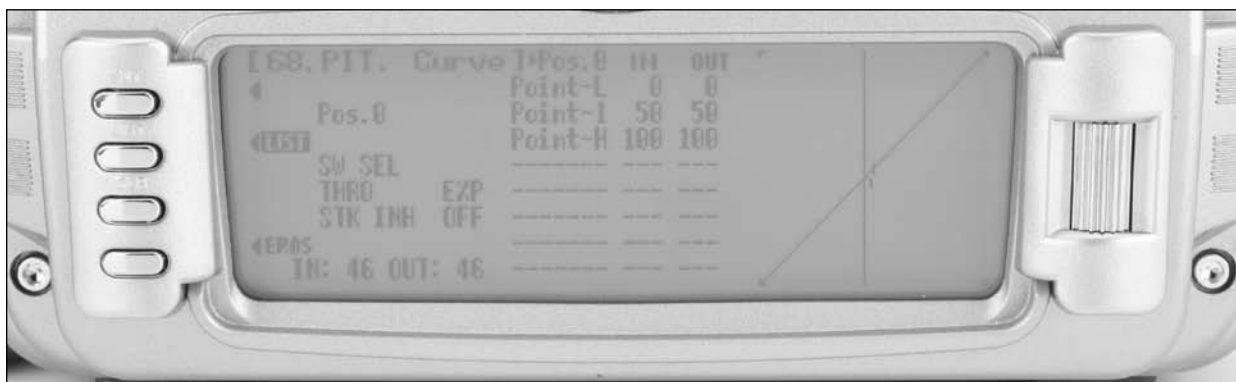 [68.PIT. Curve] Pos.0 IN OUT
Point-L 0 0
Pos.0 Point-1 50 50
LIST Point-H 100 100
SW SEL ------- --- ---
THRO EXP ------- --- ---
STK INH OFF ------- --- ---
ERAS ------- --- ---
IN: 46 OUT: 46 ------- --- ---